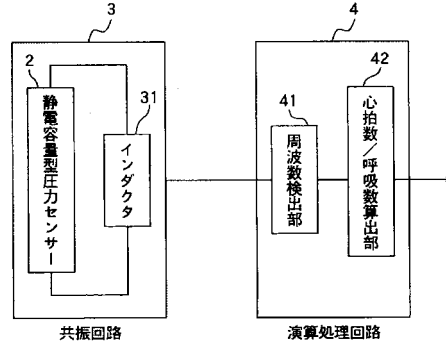 3
2
静電容量型圧力センサー
31
インダクタ
共振回路
4
41
周波数検出部
42
心拍数／呼吸数算出部
演算処理回路